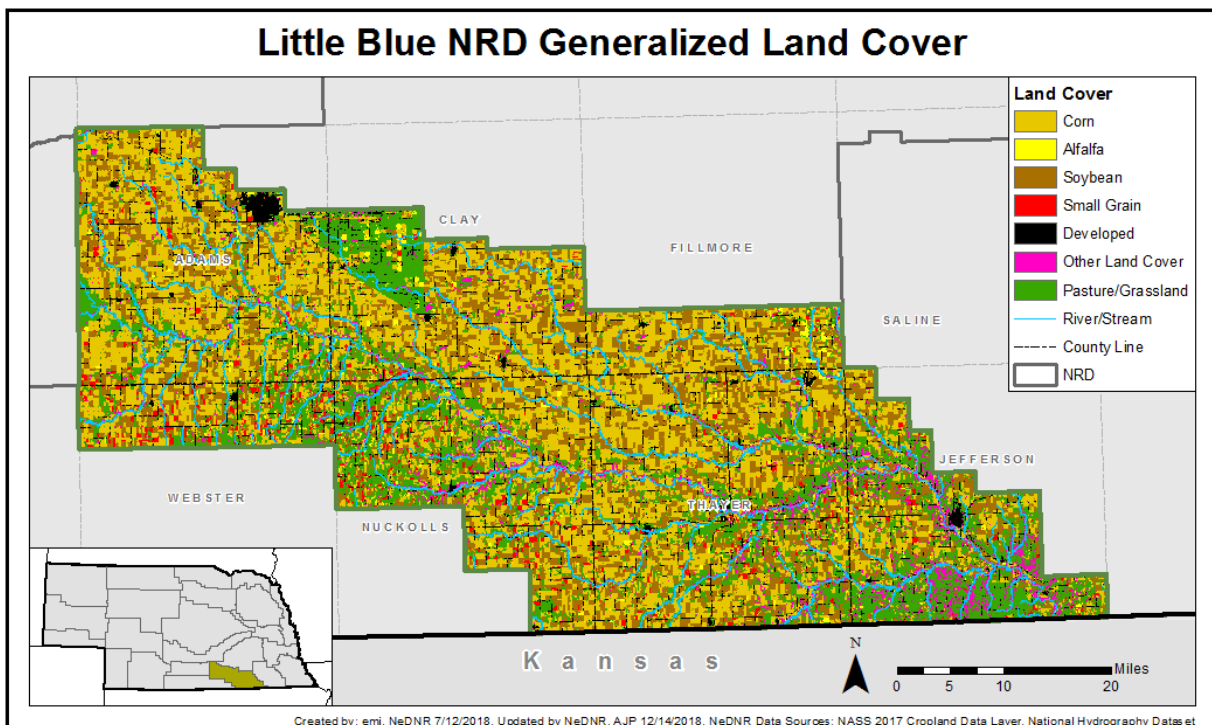 Little Blue NRD Generalized Land Cover
Land Cover
Corn
Alfalfa
Soybean
Small Grain
Developed
Other Land Cover
Pasture/Grassland
River/Stream
County Line
NRD
CLAY
FILLMORE
ADAMS
SALINE
JEFFERSON
WEBSTER
THAYER
NUCKOLLS
Kansas
N
Miles
0 5 10 20
Created by: emj, NeDNR 7/12/2018, Updated by NeDNR, AJP 12/14/2018, NeDNR Data Sources: NASS 2017 Cropland Data Layer, National Hydrography Dataset